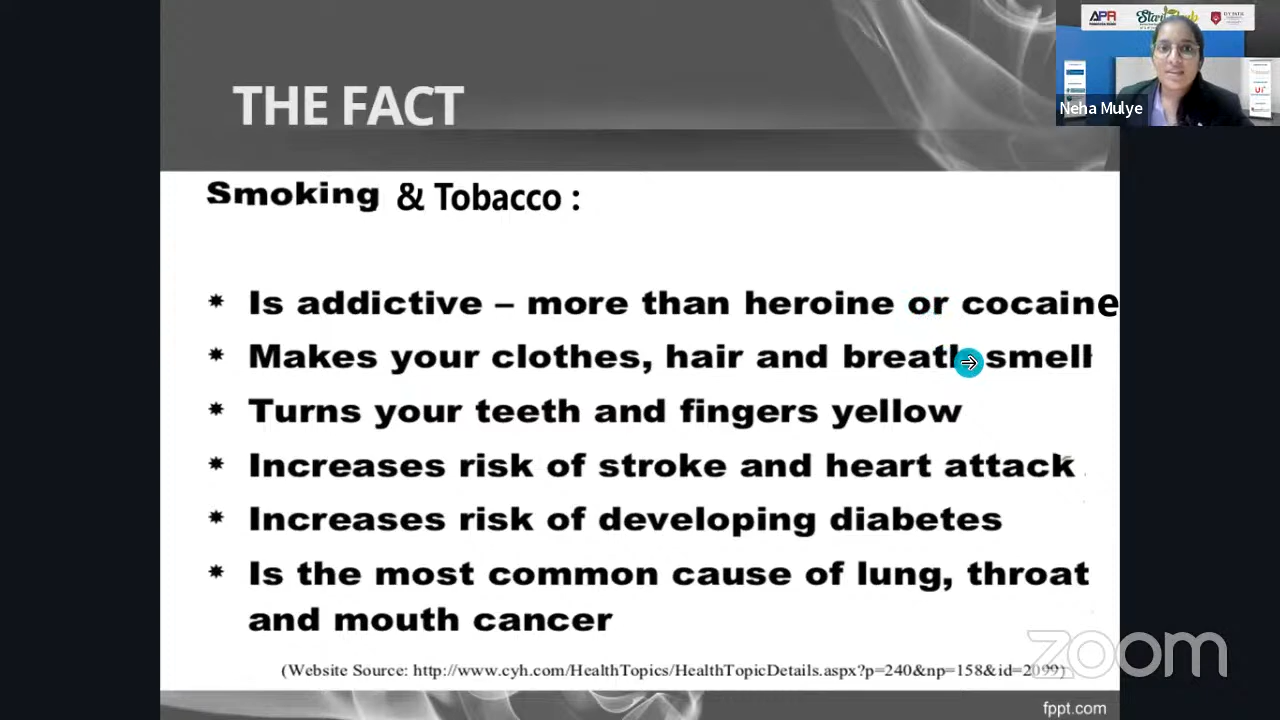 APR
Neha Mulye
THE FACT
Smoking & Tobacco :
Is addictive – more than heroine or cocaine
Makes your clothes, hair and breath smell
Turns your teeth and fingers yellow
Increases risk of stroke and heart attack
Increases risk of developing diabetes
Is the most common cause of lung, throat
and mouth cancer
(Website Source: http://www.cyh.com/HealthTopics/HealthTopicDetails.aspx?p=240&np=158&id=2099)
zoom
fppt.com